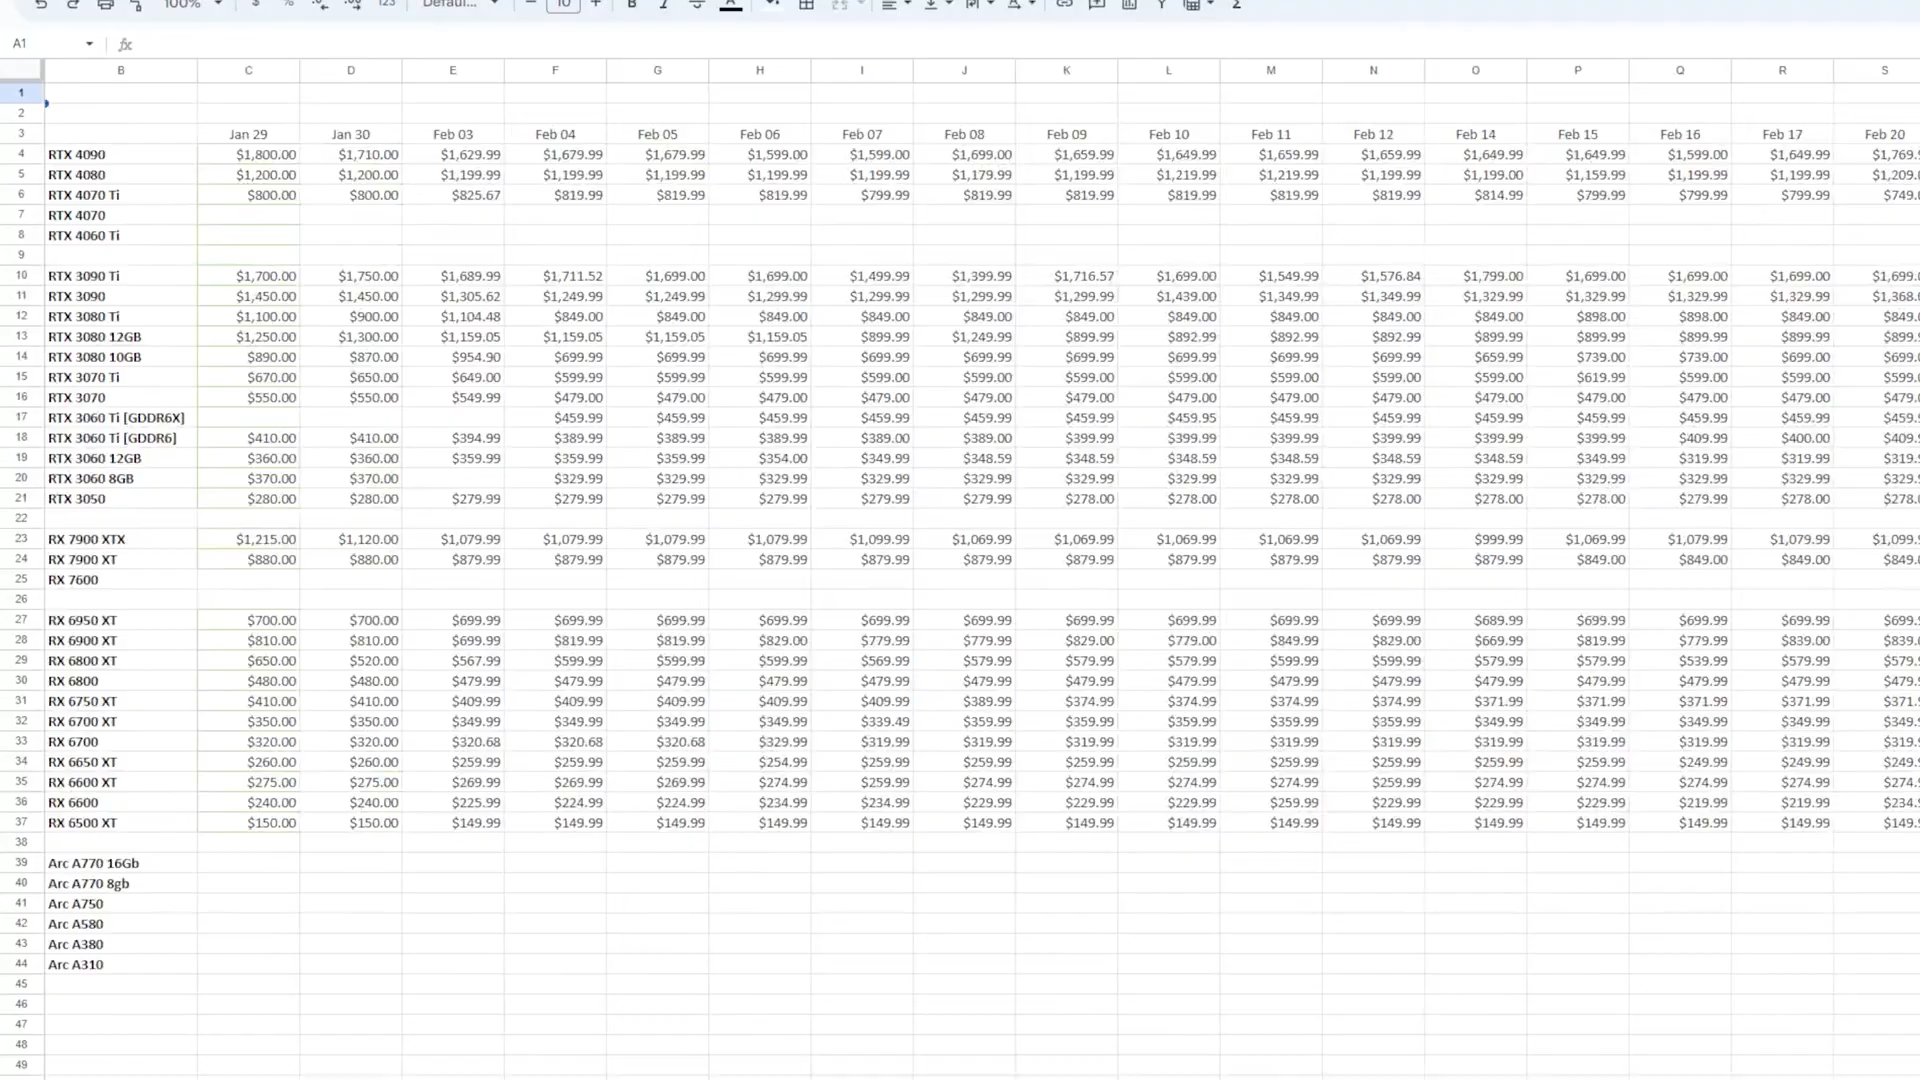 100% $ % 123 Defaul... 10 B I A Σ
A1 fx
B C D E F G H I J K L M N O P Q R S
1
2
3 Jan 29 Jan 30 Feb 03 Feb 04 Feb 05 Feb 06 Feb 07 Feb 08 Feb 09 Feb 10 Feb 11 Feb 12 Feb 14 Feb 15 Feb 16 Feb 17 Feb 20
4 RTX 4090 $1,800.00 $1,710.00 $1,629.99 $1,679.99 $1,679.99 $1,599.00 $1,599.00 $1,699.00 $1,659.99 $1,649.99 $1,659.99 $1,659.99 $1,649.99 $1,649.99 $1,599.00 $1,649.99 $1,769.9
5 RTX 4080 $1,200.00 $1,200.00 $1,199.99 $1,199.99 $1,199.99 $1,199.99 $1,199.99 $1,179.99 $1,199.99 $1,219.99 $1,219.99 $1,199.99 $1,199.00 $1,159.99 $1,199.99 $1,199.99 $1,209.0
6 RTX 4070 Ti $800.00 $800.00 $825.67 $819.99 $819.99 $819.99 $799.99 $819.99 $819.99 $819.99 $819.99 $819.99 $814.99 $799.99 $799.99 $799.99 $749.0
7 RTX 4070
8 RTX 4060 Ti
9
10 RTX 3090 Ti $1,700.00 $1,750.00 $1,689.99 $1,711.52 $1,699.00 $1,699.00 $1,499.99 $1,399.99 $1,716.57 $1,699.00 $1,549.99 $1,576.84 $1,799.00 $1,699.00 $1,699.00 $1,699.00 $1,699.0
11 RTX 3090 $1,450.00 $1,450.00 $1,305.62 $1,249.99 $1,249.99 $1,299.99 $1,299.99 $1,299.99 $1,299.99 $1,439.00 $1,349.99 $1,349.99 $1,329.99 $1,329.99 $1,329.99 $1,329.99 $1,368.0
12 RTX 3080 Ti $1,100.00 $900.00 $1,104.48 $849.00 $849.00 $849.00 $849.00 $849.00 $849.00 $849.00 $849.00 $849.00 $849.00 $898.00 $898.00 $849.00 $849.
13 RTX 3080 12GB $1,250.00 $1,300.00 $1,159.05 $1,159.05 $1,159.05 $1,159.05 $899.99 $1,249.99 $899.99 $892.99 $892.99 $892.99 $899.99 $899.99 $899.99 $899.99 $899.
14 RTX 3080 10GB $890.00 $870.00 $954.90 $699.99 $699.99 $699.99 $699.99 $699.99 $699.99 $699.99 $699.99 $699.99 $659.99 $739.00 $739.00 $699.00 $699.
15 RTX 3070 Ti $670.00 $650.00 $649.00 $599.99 $599.99 $599.99 $599.00 $599.00 $599.00 $599.00 $599.00 $599.00 $599.00 $619.99 $599.00 $599.00 $599.
16 RTX 3070 $550.00 $550.00 $549.99 $479.00 $479.00 $479.00 $479.00 $479.00 $479.00 $479.00 $479.00 $479.00 $479.00 $479.00 $479.00 $479.00 $479.
17 RTX 3060 Ti [GDDR6X] $459.99 $459.99 $459.99 $459.99 $459.99 $459.99 $459.95 $459.99 $459.99 $459.99 $459.99 $459.99 $459.99 $459.
18 RTX 3060 Ti [GDDR6] $410.00 $410.00 $394.99 $389.99 $389.99 $389.99 $389.00 $389.00 $399.99 $399.99 $399.99 $399.99 $399.99 $399.99 $409.99 $400.00 $409.
19 RTX 3060 12GB $360.00 $360.00 $359.99 $359.99 $359.99 $354.00 $349.99 $348.59 $348.59 $348.59 $348.59 $348.59 $348.59 $349.99 $319.99 $319.99 $319.
20 RTX 3060 8GB $370.00 $370.00 $329.99 $329.99 $329.99 $329.99 $329.99 $329.99 $329.99 $329.99 $329.99 $329.99 $329.99 $329.99 $329.99 $329.
21 RTX 3050 $280.00 $280.00 $279.99 $279.99 $279.99 $279.99 $279.99 $278.00 $278.00 $278.00 $278.00 $278.00 $278.00 $278.00 $279.99 $278.00 $278.
22
23 RX 7900 XTX $1,215.00 $1,120.00 $1,079.99 $1,079.99 $1,079.99 $1,079.99 $1,099.99 $1,069.99 $1,069.99 $1,069.99 $1,069.99 $1,069.99 $999.99 $1,069.99 $1,079.99 $1,079.99 $1,099.
24 RX 7900 XT $880.00 $880.00 $879.99 $879.99 $879.99 $879.99 $879.99 $879.99 $879.99 $879.99 $879.99 $879.99 $879.99 $849.00 $849.00 $849.00 $849.
25 RX 7600
26
27 RX 6950 XT $700.00 $700.00 $699.99 $699.99 $699.99 $699.99 $699.99 $699.99 $699.99 $699.99 $699.99 $699.99 $689.99 $699.99 $699.99 $699.99 $699.
28 RX 6900 XT $810.00 $810.00 $699.99 $819.99 $819.99 $829.00 $779.99 $779.99 $829.00 $779.00 $849.99 $829.00 $669.99 $819.99 $779.99 $839.00 $839.
29 RX 6800 XT $650.00 $520.00 $567.99 $599.99 $599.99 $599.99 $569.99 $579.99 $579.99 $579.99 $599.99 $599.99 $579.99 $579.99 $539.99 $579.99 $579.
30 RX 6800 $480.00 $480.00 $479.99 $479.99 $479.99 $479.99 $479.99 $479.99 $479.99 $479.99 $479.99 $479.99 $479.99 $479.99 $479.99 $479.99 $479.
31 RX 6750 XT $410.00 $410.00 $409.99 $409.99 $409.99 $409.99 $409.99 $389.99 $374.99 $374.99 $374.99 $374.99 $371.99 $371.99 $371.99 $371.99 $371.
32 RX 6700 XT $350.00 $350.00 $349.99 $349.99 $349.99 $349.99 $339.49 $359.99 $359.99 $359.99 $359.99 $359.99 $349.99 $349.99 $349.99 $349.99 $349.
33 RX 6700 $320.00 $320.00 $320.68 $320.68 $320.68 $329.99 $319.99 $319.99 $319.99 $319.99 $319.99 $319.99 $319.99 $319.99 $319.99 $319.99 $319.
34 RX 6650 XT $260.00 $260.00 $259.99 $259.99 $259.99 $254.99 $259.99 $259.99 $259.99 $259.99 $259.99 $259.99 $259.99 $259.99 $249.99 $249.99 $249.
35 RX 6600 XT $275.00 $275.00 $269.99 $269.99 $269.99 $274.99 $259.99 $274.99 $274.99 $274.99 $274.99 $259.99 $274.99 $274.99 $274.99 $274.99 $274.
36 RX 6600 $240.00 $240.00 $225.99 $224.99 $224.99 $234.99 $234.99 $229.99 $229.99 $229.99 $259.99 $229.99 $229.99 $229.99 $219.99 $219.99 $234.
37 RX 6500 XT $150.00 $150.00 $149.99 $149.99 $149.99 $149.99 $149.99 $149.99 $149.99 $149.99 $149.99 $149.99 $149.99 $149.99 $149.99 $149.99 $149.
38
39 Arc A770 16Gb
40 Arc A770 8gb
41 Arc A750
42 Arc A580
43 Arc A380
44 Arc A310
45
46
47
48
49